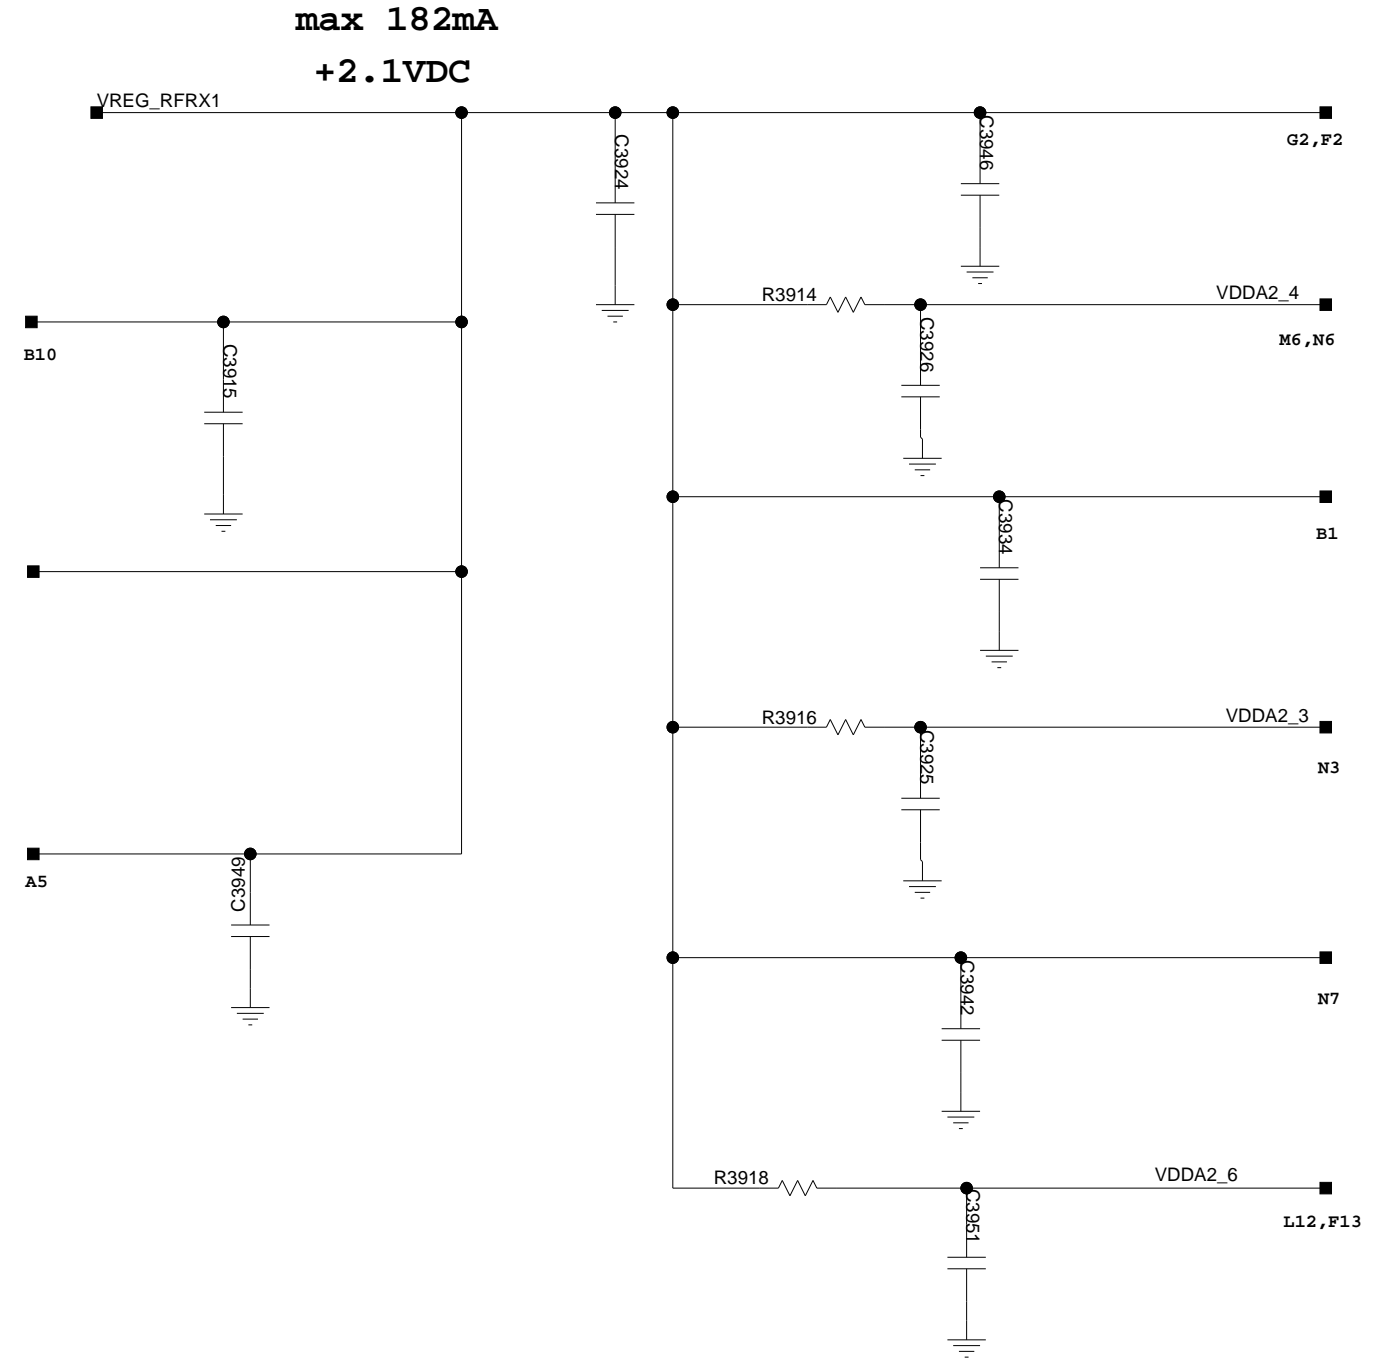 max 182mA
+2.1VDC
VREG_RFRX1
C3924
C3946
G2,F2
R3914
VDDA2_4
M6,N6
C3926
B10
C3915
C3934
B1
R3916
VDDA2_3
C3925
N3
A5
C3949
C3942
N7
R3918
VDDA2_6
C3951
L12,F13